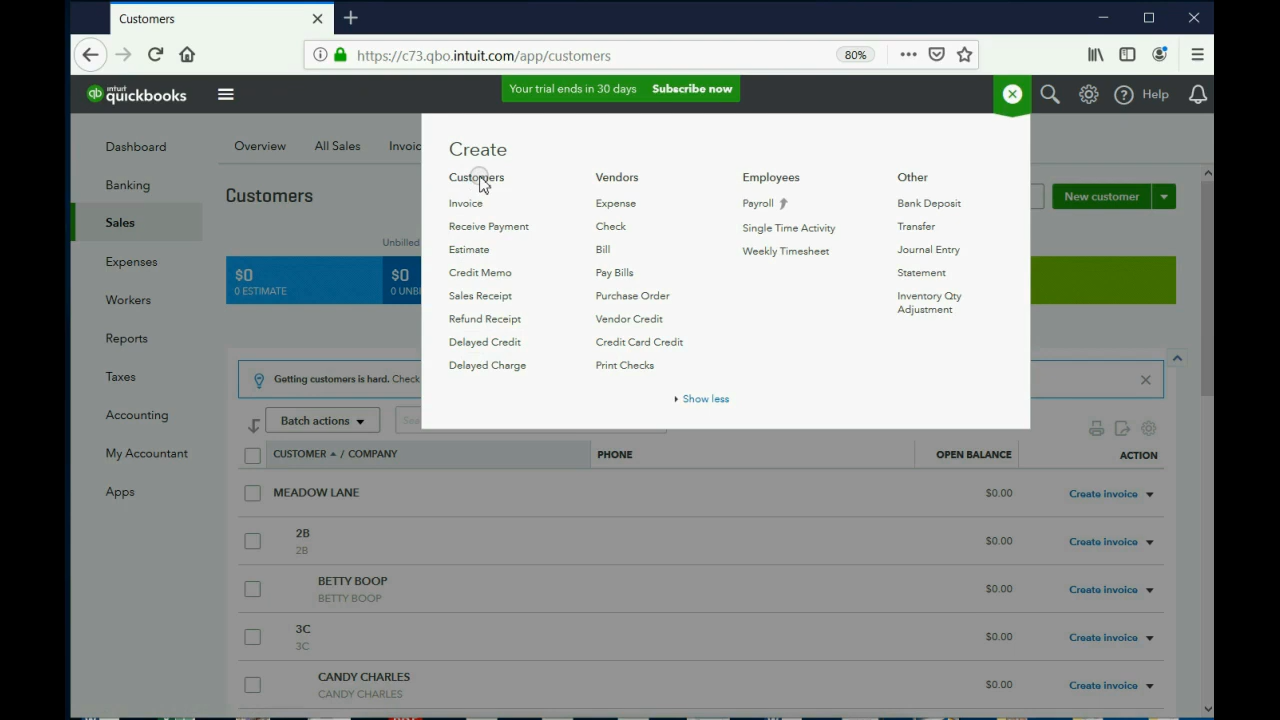 Customers
https://c73.qbo.intuit.com/app/customers
80%
intuit
qb quickbooks
Your trial ends in 30 days Subscribe now
Help
Dashboard
Banking
Sales
Expenses
Workers
Reports
Taxes
Accounting
My Accountant
Apps
Overview All Sales Invoic
Customers
New customer
Unbilled
$0
0 ESTIMATE
$0
0 UNB
Create
Customers
Invoice
Receive Payment
Estimate
Credit Memo
Sales Receipt
Refund Receipt
Delayed Credit
Delayed Charge
Vendors
Expense
Check
Bill
Pay Bills
Purchase Order
Vendor Credit
Credit Card Credit
Print Checks
Employees
Payroll
Single Time Activity
Weekly Timesheet
Other
Bank Deposit
Transfer
Journal Entry
Statement
Inventory Qty
Adjustment
Show less
Getting customers is hard. Check
Batch actions
CUSTOMER / COMPANY PHONE OPEN BALANCE ACTION
MEADOW LANE $0.00 Create invoice
2B $0.00 Create invoice
2B
BETTY BOOP $0.00 Create invoice
BETTY BOOP
3C $0.00 Create invoice
3C
CANDY CHARLES $0.00 Create invoice
CANDY CHARLES